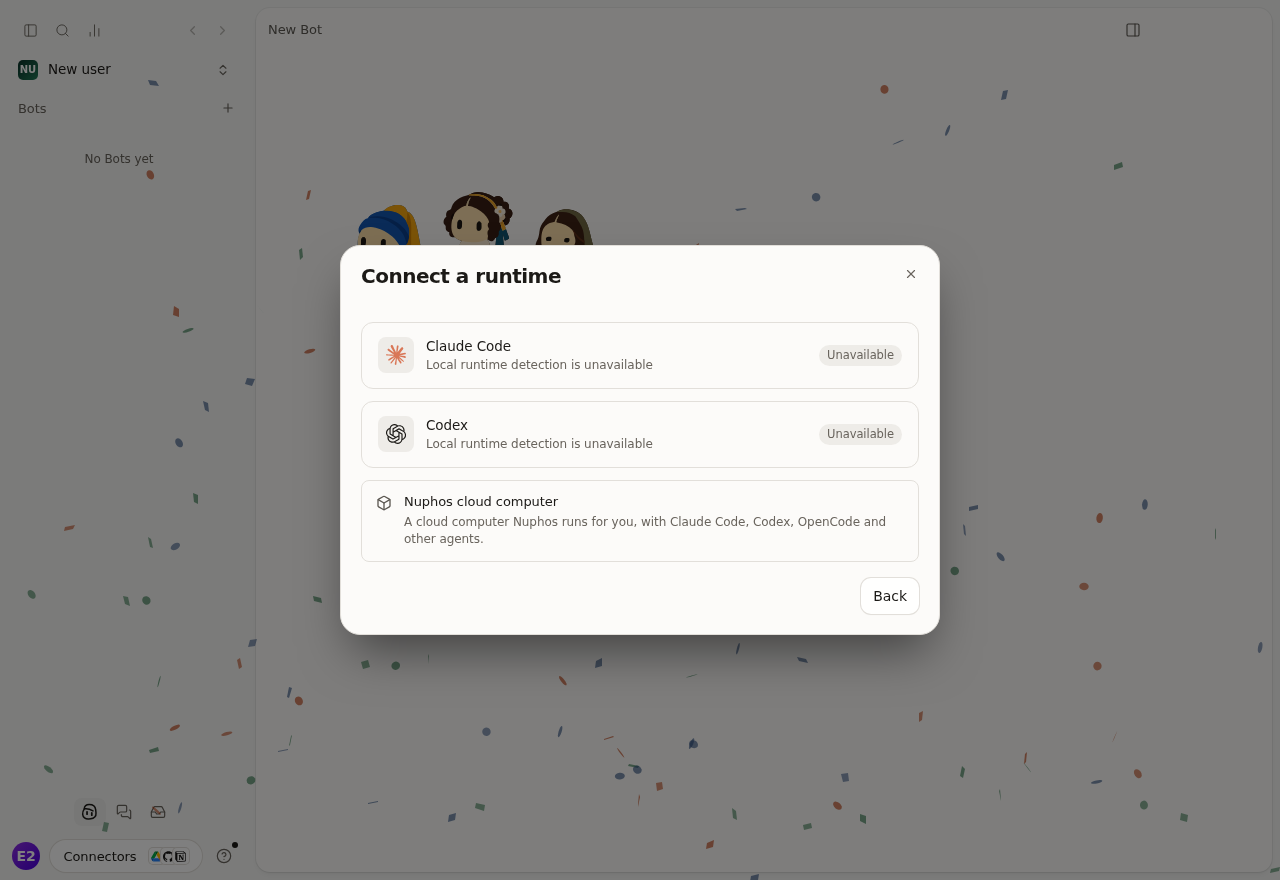 New Bot
NU New user
Bots
No Bots yet
Connect a runtime
Claude Code
Local runtime detection is unavailable
Unavailable
Codex
Local runtime detection is unavailable
Unavailable
Nuphos cloud computer
A cloud computer Nuphos runs for you, with Claude Code, Codex, OpenCode and
other agents.
Back
E2 Connectors